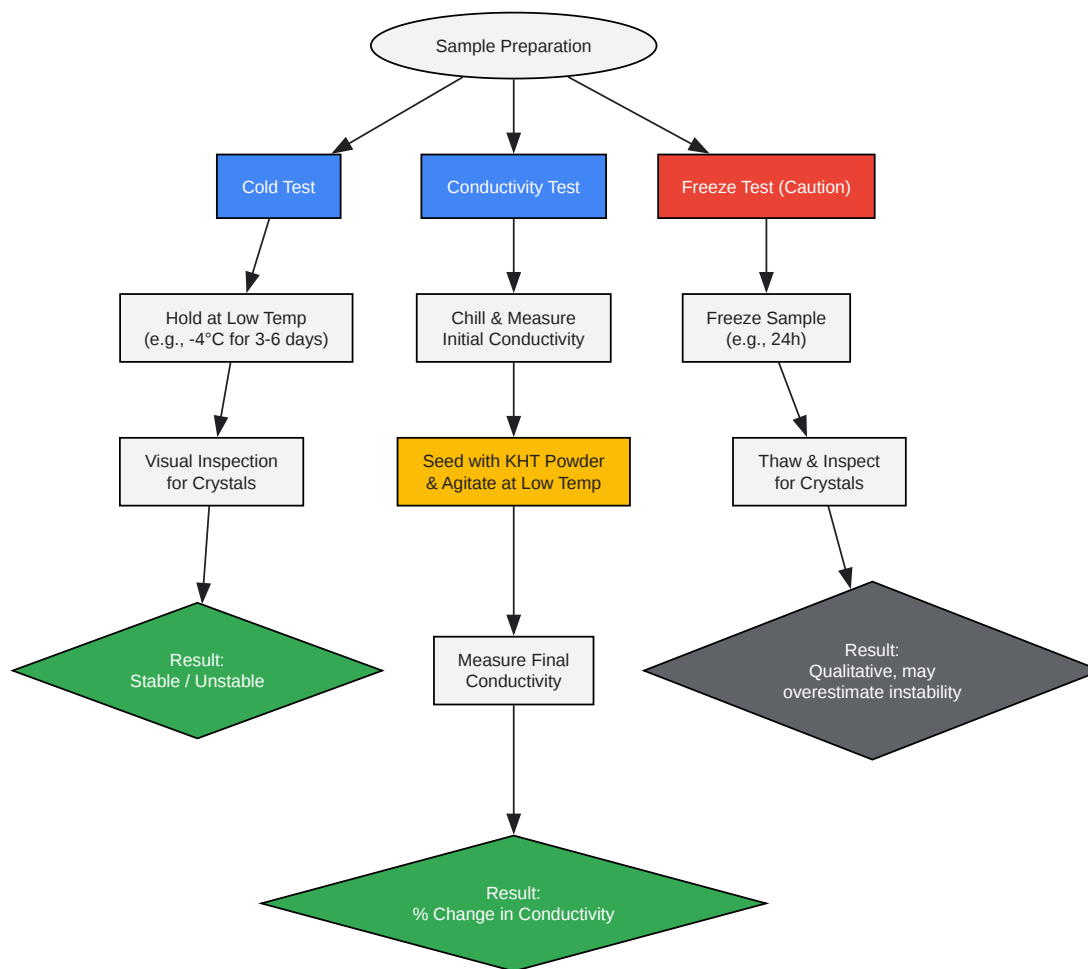 Sample Preparation
Cold Test
Conductivity Test
Freeze Test (Caution)
Hold at Low Temp
(e.g., -4°C for 3-6 days)
Chill & Measure
Initial Conductivity
Freeze Sample
(e.g., 24h)
Visual Inspection
for Crystals
Seed with KHT Powder
& Agitate at Low Temp
Thaw & Inspect
for Crystals
Result:
Stable / Unstable
Measure Final
Conductivity
Result:
Qualitative, may
overestimate instability
Result:
% Change in Conductivity